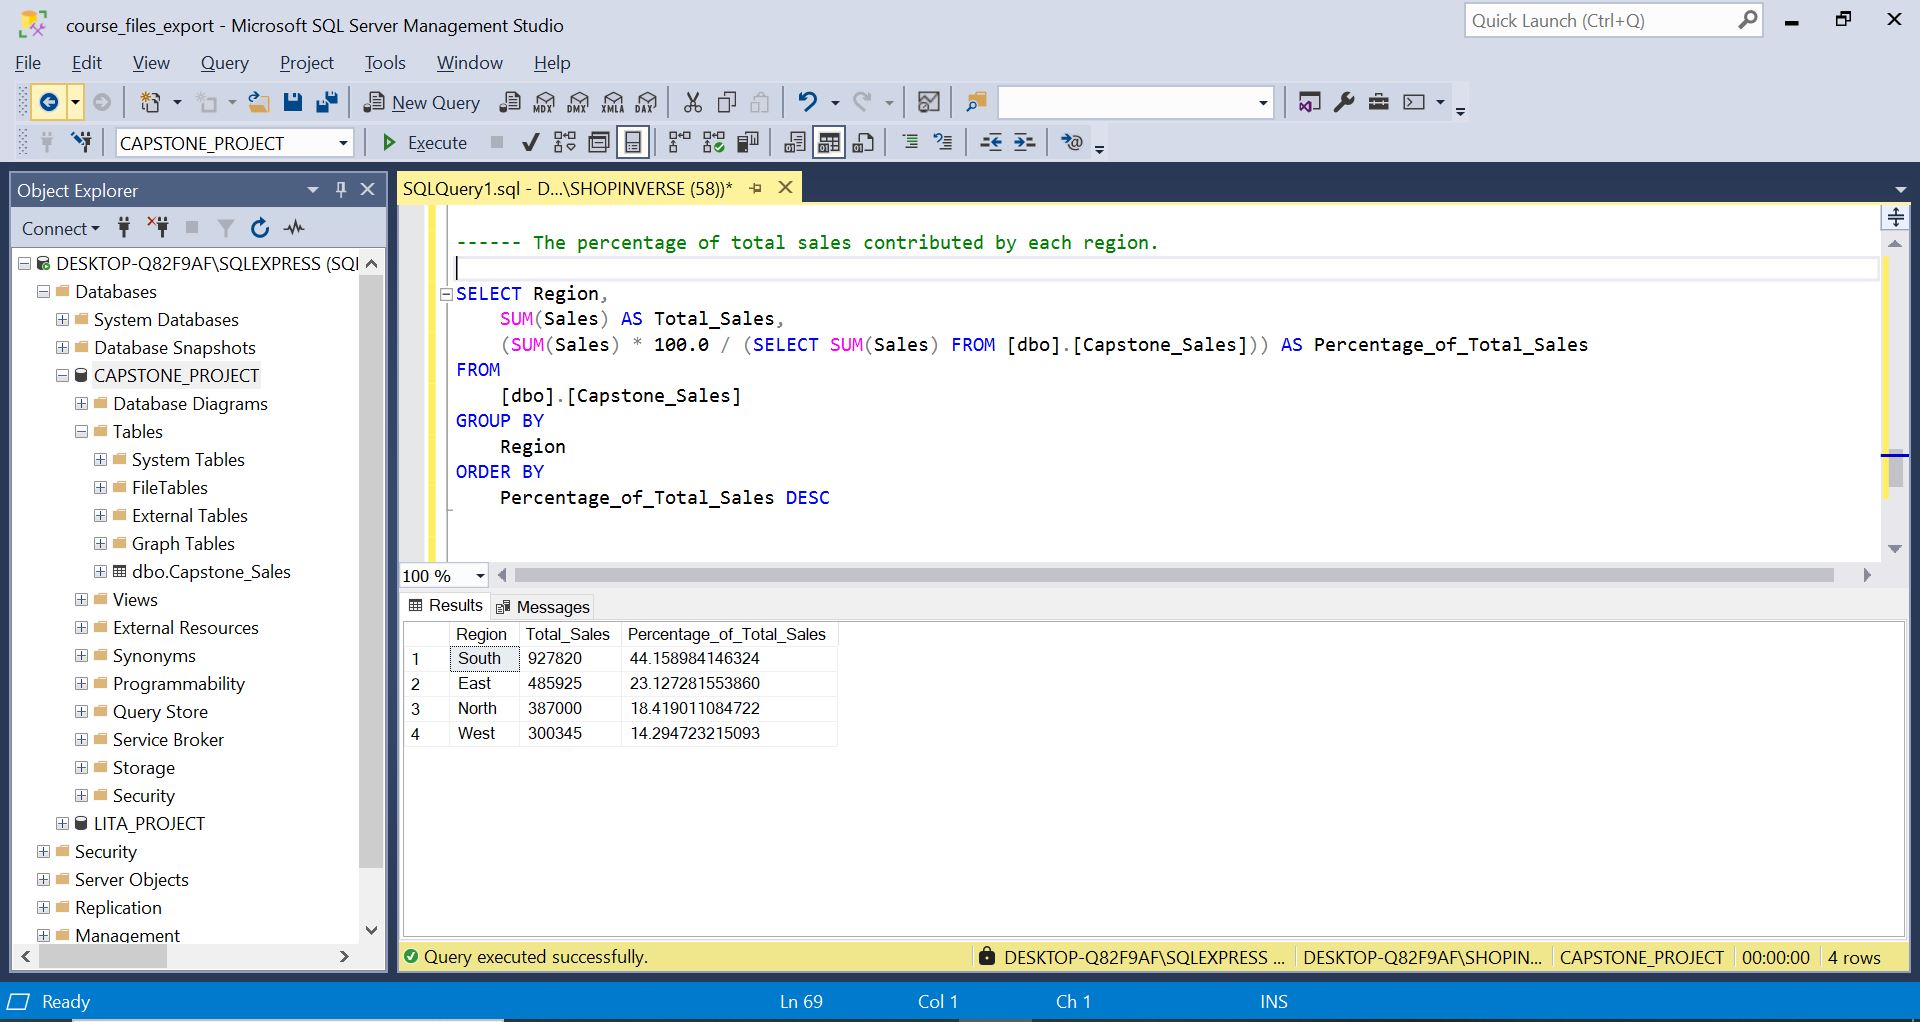 course_files_export - Microsoft SQL Server Management Studio
Quick Launch (Ctrl+Q)
File Edit View Query Project Tools Window Help
New Query MDX DMX XMLA DAX
CAPSTONE_PROJECT Execute
Object Explorer
Connect
DESKTOP-Q82F9AF\SQLEXPRESS (SQL
Databases
System Databases
Database Snapshots
CAPSTONE_PROJECT
Database Diagrams
Tables
System Tables
FileTables
External Tables
Graph Tables
dbo.Capstone_Sales
Views
External Resources
Synonyms
Programmability
Query Store
Service Broker
Storage
Security
LITA_PROJECT
Security
Server Objects
Replication
Management
SQLQuery1.sql - D...\SHOPINVERSE (58))*
------ The percentage of total sales contributed by each region.
SELECT Region,
SUM(Sales) AS Total_Sales,
(SUM(Sales) * 100.0 / (SELECT SUM(Sales) FROM [dbo].[Capstone_Sales])) AS Percentage_of_Total_Sales
FROM
[dbo].[Capstone_Sales]
GROUP BY
Region
ORDER BY
Percentage_of_Total_Sales DESC
100 %
Results Messages
Region Total_Sales Percentage_of_Total_Sales
1 South 927820 44.158984146324
2 East 485925 23.127281553860
3 North 387000 18.419011084722
4 West 300345 14.294723215093
Query executed successfully. DESKTOP-Q82F9AF\SQLEXPRESS ... DESKTOP-Q82F9AF\SHOPIN... CAPSTONE_PROJECT 00:00:00 4 rows
Ready Ln 69 Col 1 Ch 1 INS